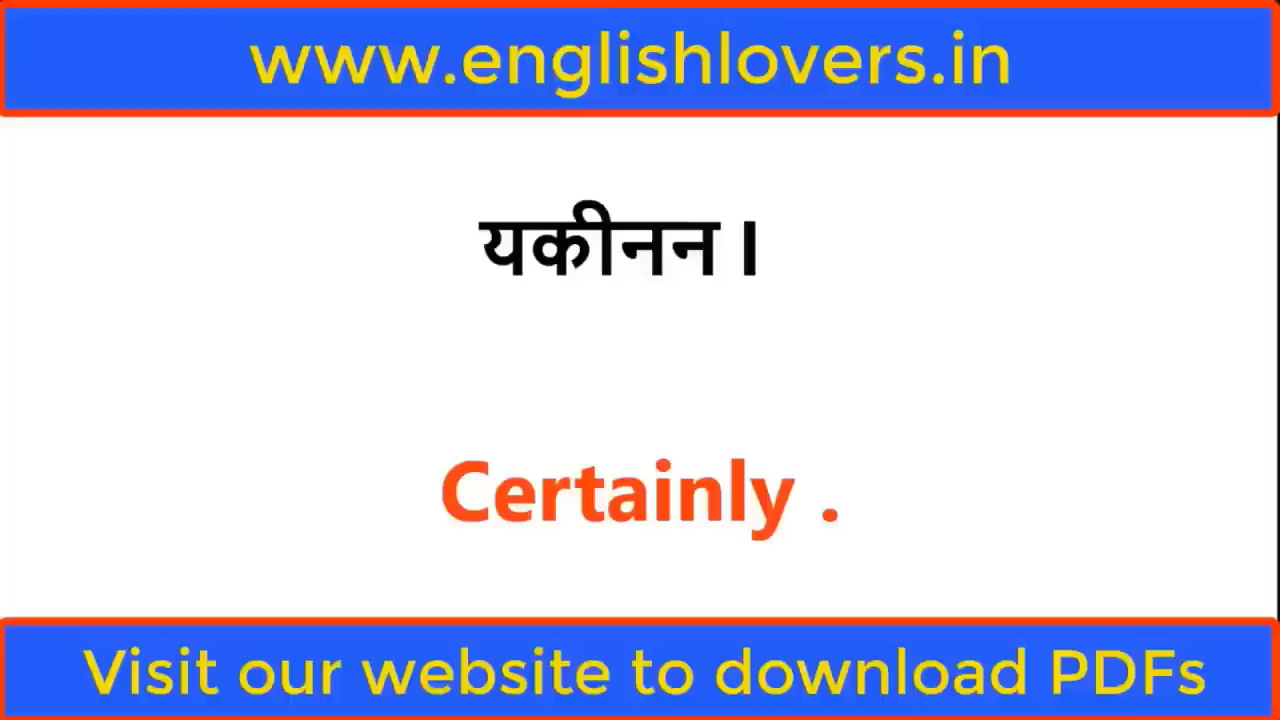 www.englishlovers.in
यकीनन ।
Certainly .
Visit our website to download PDFs